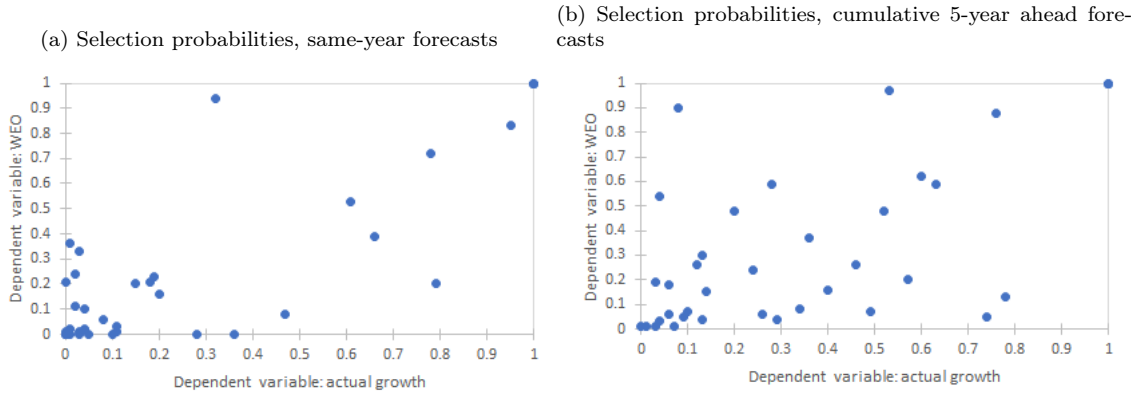 (a) Selection probabilities, same-year forecasts
1
0.9
0.8
0.7
0.6
0.5
0.4
0.3
0.2
0.1
0
Dependent variable: WEO
0 0.1 0.2 0.3 0.4 0.5 0.6 0.7 0.8 0.9 1
Dependent variable: actual growth
(b) Selection probabilities, cumulative 5-year ahead fore-
casts
1
0.9
0.8
0.7
0.6
0.5
0.4
0.3
0.2
0.1
0
Dependent variable: WEO
0 0.1 0.2 0.3 0.4 0.5 0.6 0.7 0.8 0.9 1
Dependent variable: actual growth